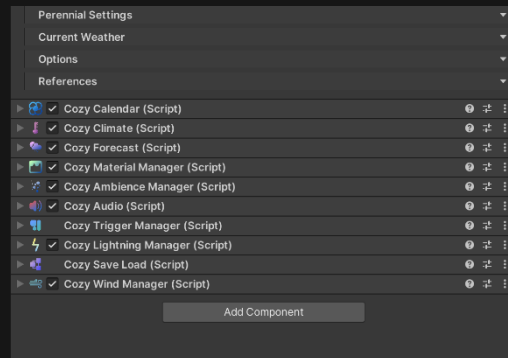 Perennial Settings
Current Weather
Options
References
Cozy Calendar (Script)
Cozy Climate (Script)
Cozy Forecast (Script)
Cozy Material Manager (Script)
Cozy Ambience Manager (Script)
Cozy Audio (Script)
Cozy Trigger Manager (Script)
Cozy Lightning Manager (Script)
Cozy Save Load (Script)
Cozy Wind Manager (Script)
Add Component